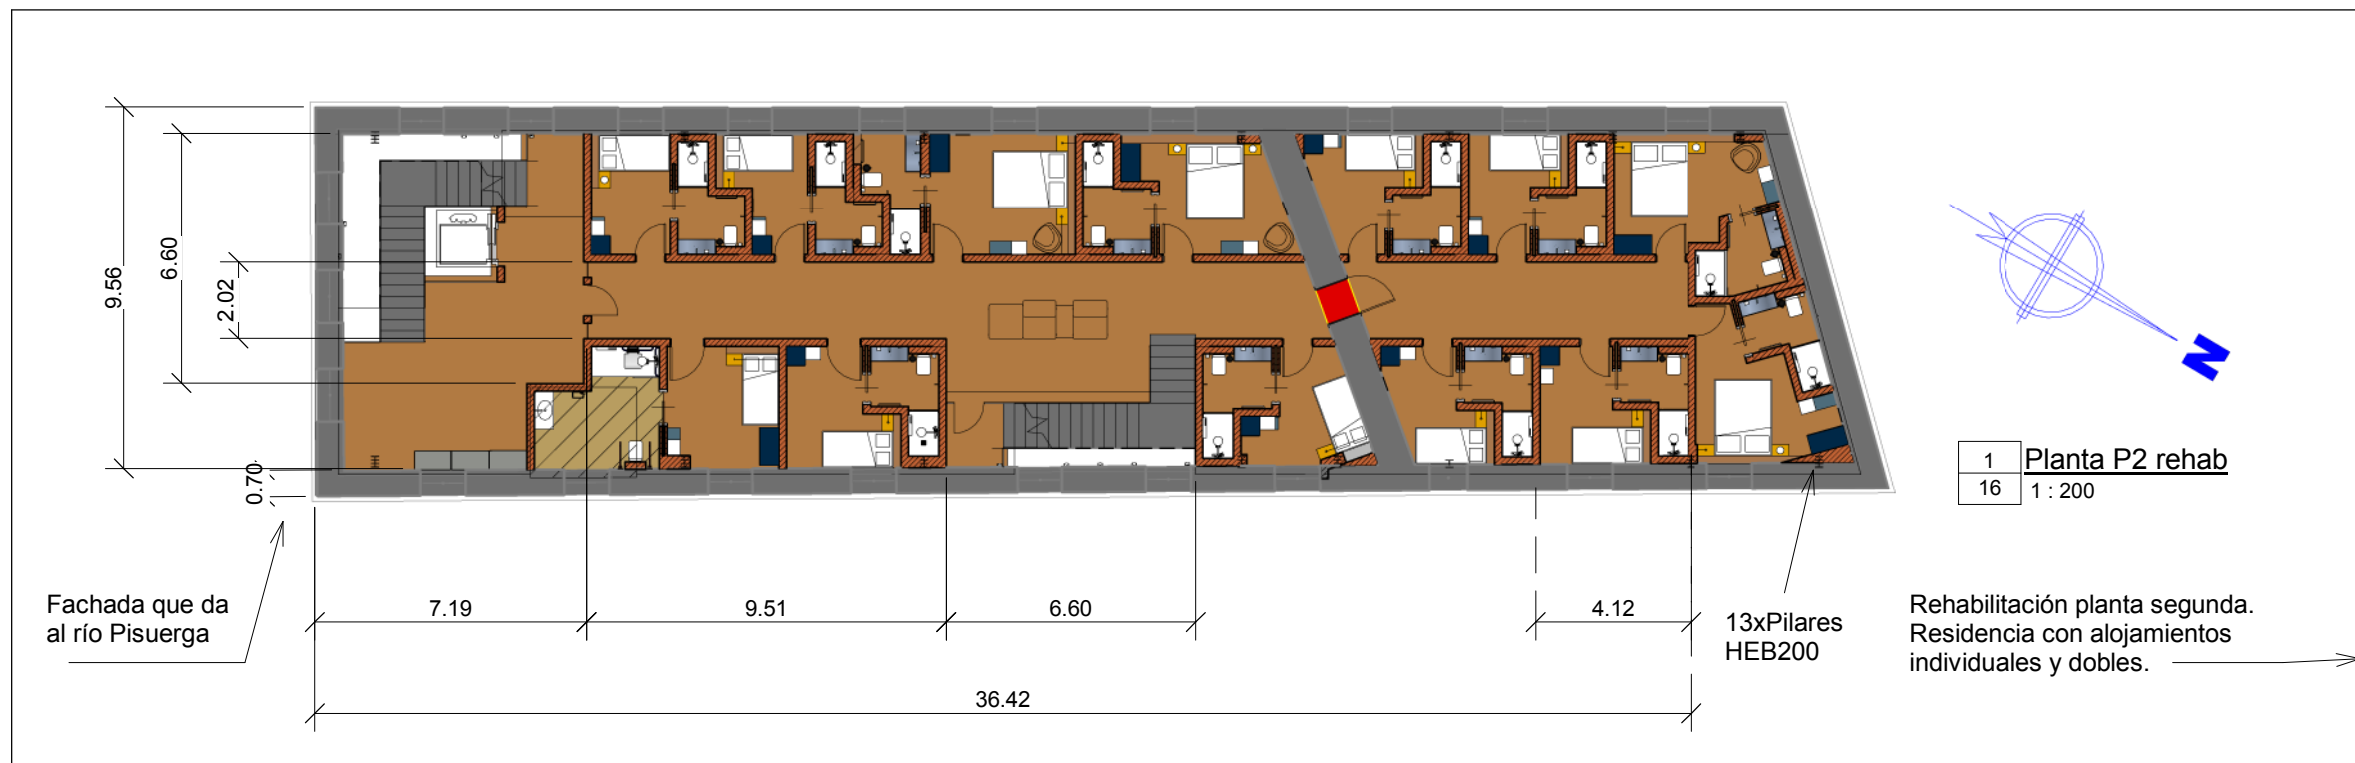 9.56
6.60
2.02
0.70
N
1
16
Planta P2 rehab
1 : 200
Fachada que da
al río Pisuerga
7.19
9.51
6.60
4.12
36.42
13xPilares
HEB200
Rehabilitación planta segunda.
Residencia con alojamientos
individuales y dobles.